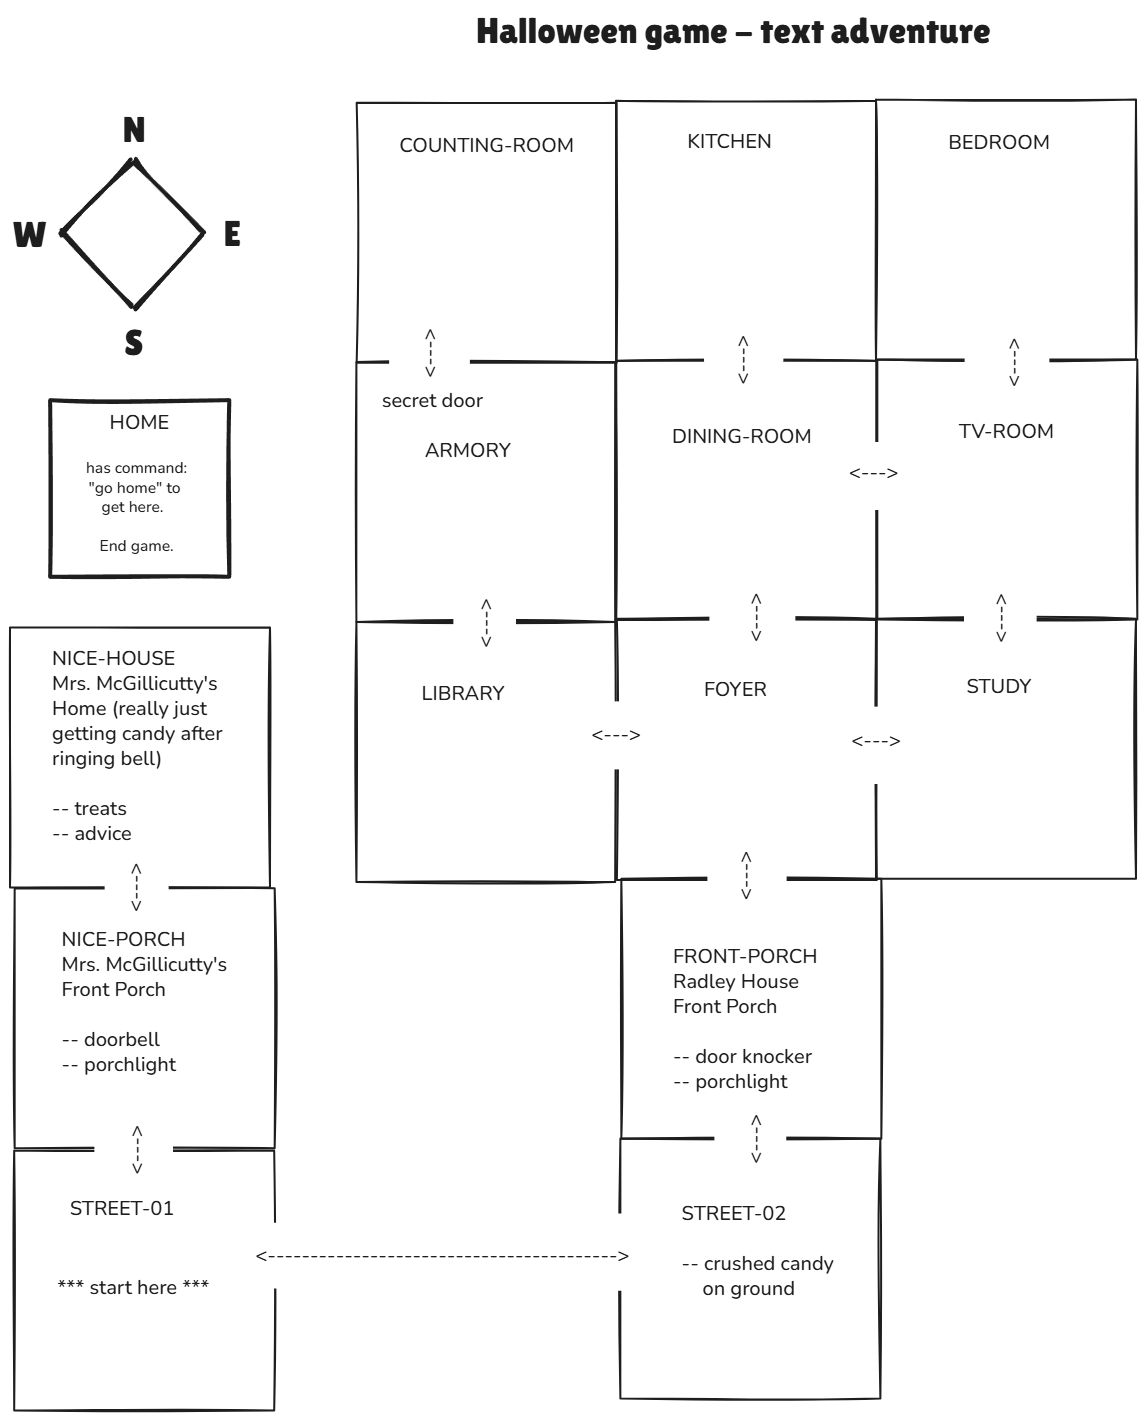 Halloween game – text adventure
N
W
E
S
HOME
has command:
"go home" to
get here.
End game.
COUNTING-ROOM
KITCHEN
BEDROOM
secret door
ARMORY
DINING-ROOM
TV-ROOM
<--->
LIBRARY
FOYER
STUDY
<--->
<--->
NICE-HOUSE
Mrs. McGillicutty's
Home (really just
getting candy after
ringing bell)
-- treats
-- advice
NICE-PORCH
Mrs. McGillicutty's
Front Porch
-- doorbell
-- porchlight
FRONT-PORCH
Radley House
Front Porch
-- door knocker
-- porchlight
STREET-01
*** start here ***
STREET-02
-- crushed candy
on ground